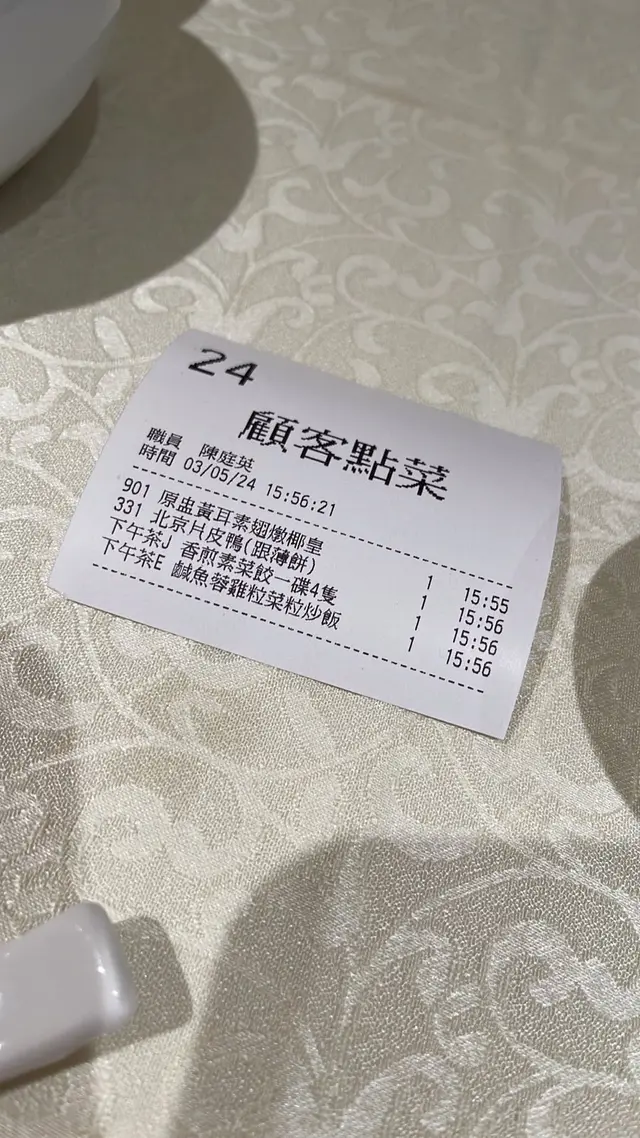 24
顧客點菜
職員 陳庭英
時間 03/05/24 15:56:21
901 原盅黃耳素翅燉椰皇 1 15:55
331 北京片皮鴨(跟薄餅) 1 15:56
下午茶J 香煎素菜餃一碟4隻 1 15:56
下午茶E 鹹魚蓉雞粒菜粒炒飯 1 15:56